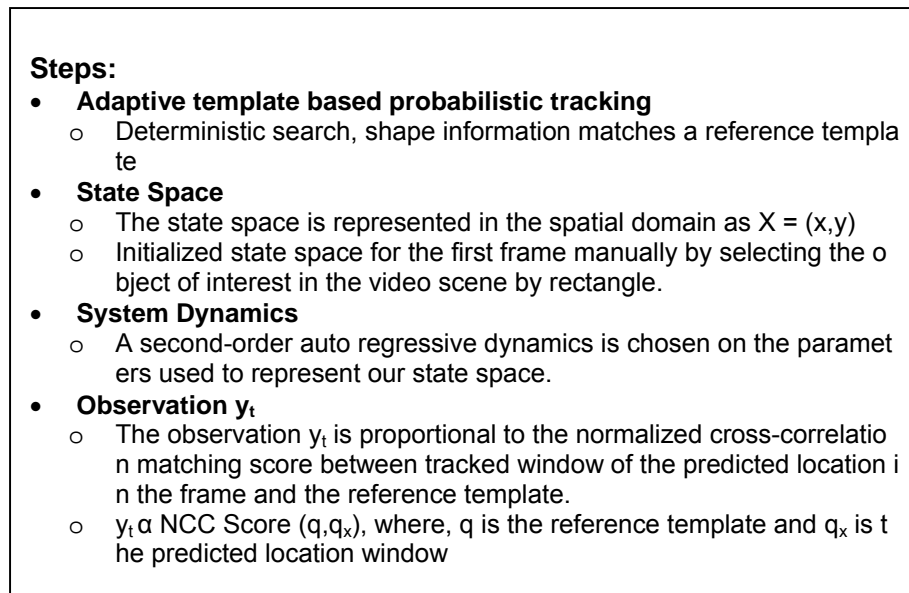 Steps:
• Adaptive template based probabilistic tracking
o Deterministic search, shape information matches a reference templa
te
• State Space
o The state space is represented in the spatial domain as X = (x,y)
o Initialized state space for the first frame manually by selecting the o
bject of interest in the video scene by rectangle.
• System Dynamics
o A second-order auto regressive dynamics is chosen on the paramet
ers used to represent our state space.
• Observation yₜ
o The observation yₜ is proportional to the normalized cross-correlatio
n matching score between tracked window of the predicted location i
n the frame and the reference template.
o yₜ α NCC Score (q,qₓ), where, q is the reference template and qₓ is t
he predicted location window